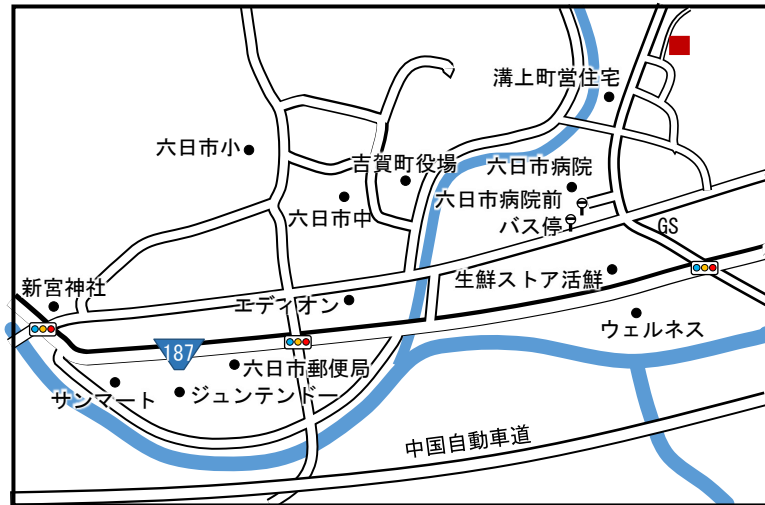 溝上町営住宅
六日市小
吉賀町役場
六日市病院
六日市病院前
バス停
六日市中
GS
生鮮ストア活鮮
新宮神社
エディオン
ウェルネス
187
六日市郵便局
サンマート
ジュンテンドー
中国自動車道